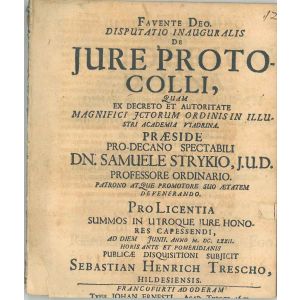 FAVENTE DEO.
DISPUTATIO INAUGURALIS
DE
JURE PROTO-
COLLI,
QUAM
EX DECRETO ET AUTORITATE
MAGNIFICI JCTORUM ORDINIS IN ILLU-
STRI ACADEMIA VIADRINA.
PRÆSIDE
PRO-DECANO SPECTABILI
DN. SAMUELE STRYKIO, J.U.D.
PROFESSORE ORDINARIO.
PATRONO ATQUE PROMOTORE SUO ÆTATEM
DEVENERANDO.
PRO LICENTIA
SUMMOS IN UTROQUE JURE HONO-
RES CAPESSENDI,
AD DIEM JUNII. ANNO M. DC. LXXII.
HORIS ANTE ET POMERIDIANIS
PUBLICÆ DISQUISITIONI SUBJICIT
SEBASTIAN HENRICH TRESCHO,
HILDESIENSIS.
FRANCOFURTI AD ODERAM
JOHAN. ERNESTI